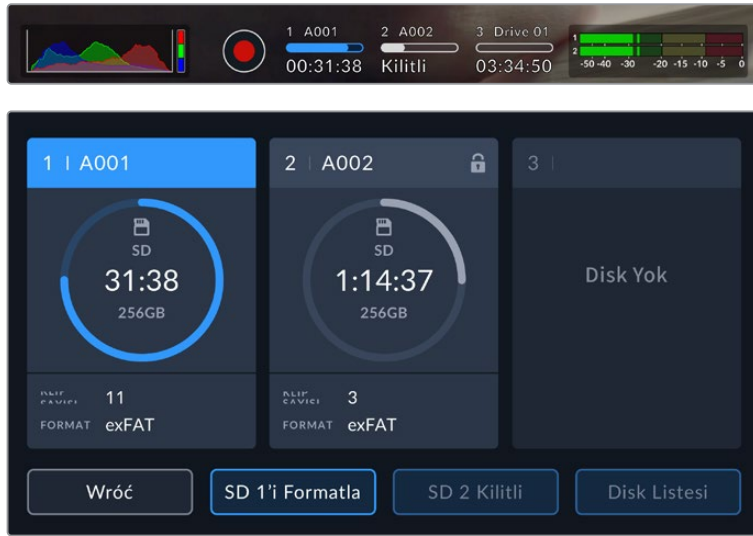 1 A001 2 A002 3 Drive 01
00:31:38 Kilitli 03:34:50
1
2
-50 -40 -30 -20 -15 -10 -5 0
1 | A001
SD
31:38
256GB
11
FORMAT exFAT
2 | A002
SD
1:14:37
256GB
3
FORMAT exFAT
3 |
Disk Yok
Wróć
SD 1'i Formatla
SD 2 Kilitli
Disk Listesi